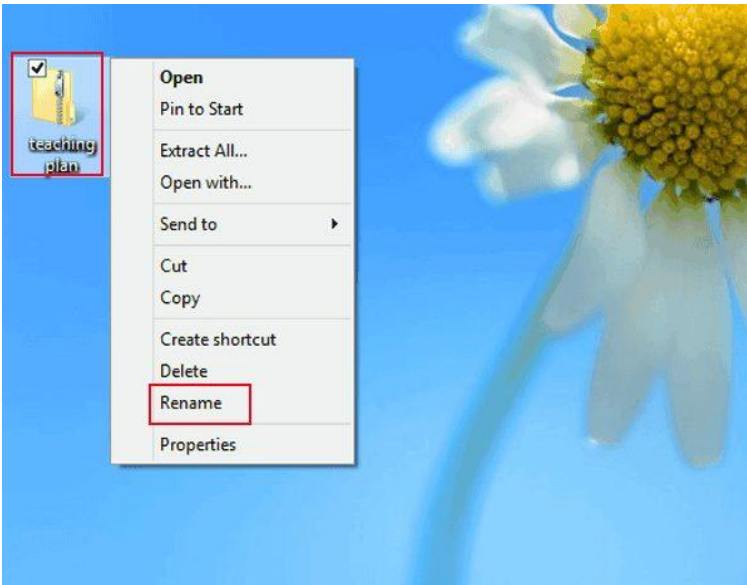 teaching
plan
Open
Pin to Start
Extract All...
Open with...
Send to
Cut
Copy
Create shortcut
Delete
Rename
Properties